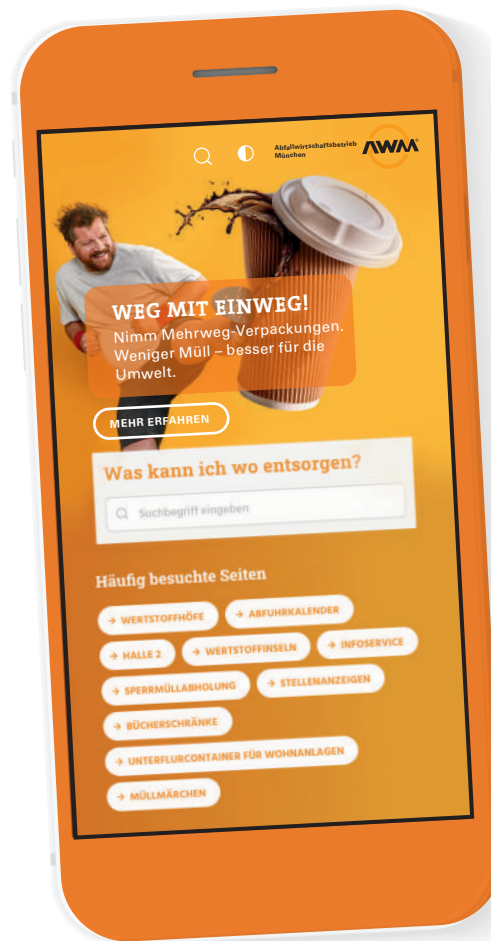 Abfallwirtschaftsbetrieb
München
AWM
WEG MIT EINWEG!
Nimm Mehrweg-Verpackungen.
Weniger Müll – besser für die
Umwelt.
MEHR ERFAHREN
Was kann ich wo entsorgen?
Suchbegriff eingeben
Häufig besuchte Seiten
→ WERTSTOFFHÖFE → ABFUHRKALENDER
→ HALLE 2 → WERTSTOFFINSELN → INFOSERVICE
→ SPERRMÜLLABHOLUNG → STELLENANZEIGEN
→ BÜCHERSCHRÄNKE
→ UNTERFLURCONTAINER FÜR WOHNANLAGEN
→ MÜLLMÄRCHEN